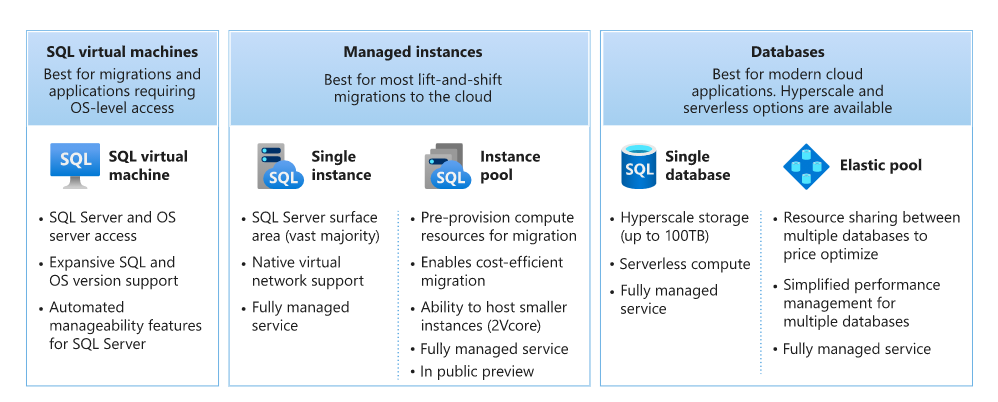 SQL virtual machines
Best for migrations and
applications requiring
OS-level access
SQL
SQL virtual
machine
• SQL Server and OS
server access
• Expansive SQL and
OS version support
• Automated
manageability features
for SQL Server
Managed instances
Best for most lift-and-shift
migrations to the cloud
SQL
Single
instance
• SQL Server surface
area (vast majority)
• Native virtual
network support
• Fully managed
service
SQL
Instance
pool
• Pre-provision compute
resources for migration
• Enables cost-efficient
migration
• Ability to host smaller
instances (2Vcore)
• Fully managed service
• In public preview
Databases
Best for modern cloud
applications. Hyperscale and
serverless options are available
SQL
Single
database
• Hyperscale storage
(up to 100TB)
• Serverless compute
• Fully managed
service
Elastic pool
• Resource sharing between
multiple databases to
price optimize
• Simplified performance
management for
multiple databases
• Fully managed service